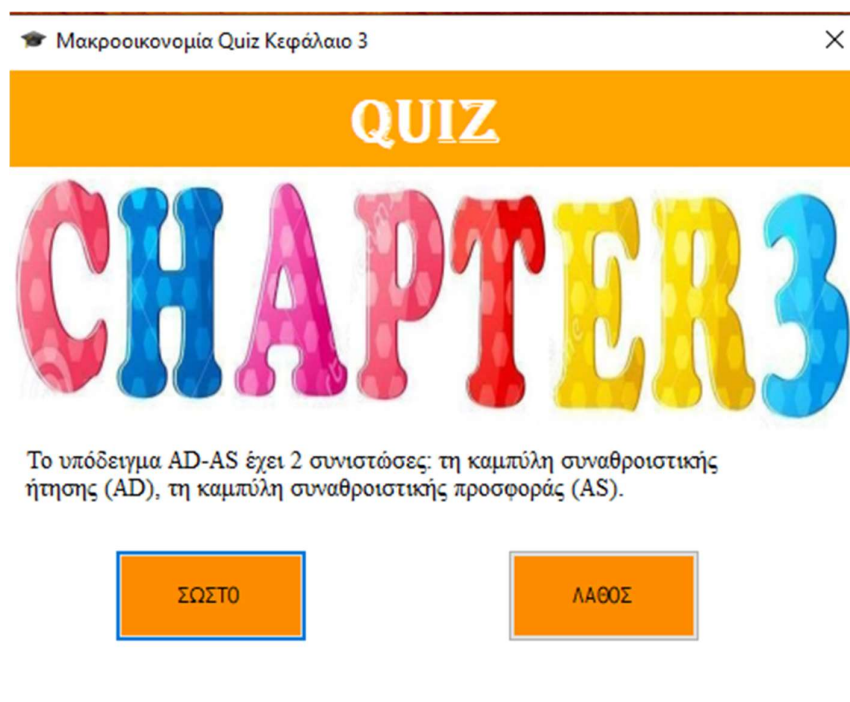 Μακροοικονομία Quiz Κεφάλαιο 3
QUIZ
CHAPTER3
Το υπόδειγμα AD-AS έχει 2 συνιστώσες: τη καμπύλη συναθροιστικής
ήτησης (AD), τη καμπύλη συναθροιστικής προσφοράς (AS).
ΣΩΣΤΟ
ΛΑΘΟΣ